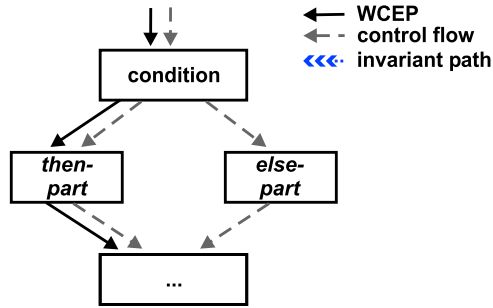 WCEP
control flow
invariant path
condition
then-
part
else-
part
...